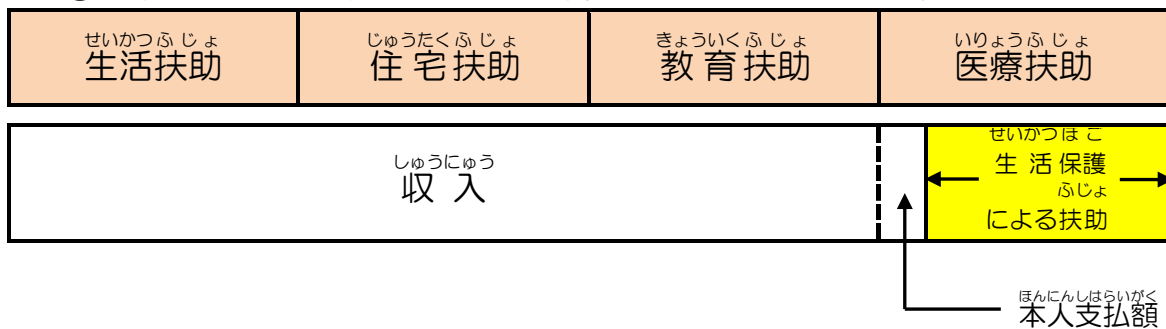 せいかつふじょ じゅうたくふじょ きょういくふじょ いりょうふじょ
生活扶助 住宅扶助 教育扶助 医療扶助
せいかつほご
しゅうにゅう 生活保護
収入 ふじょ
による扶助
ほんにんしはらいがく
本人支払額